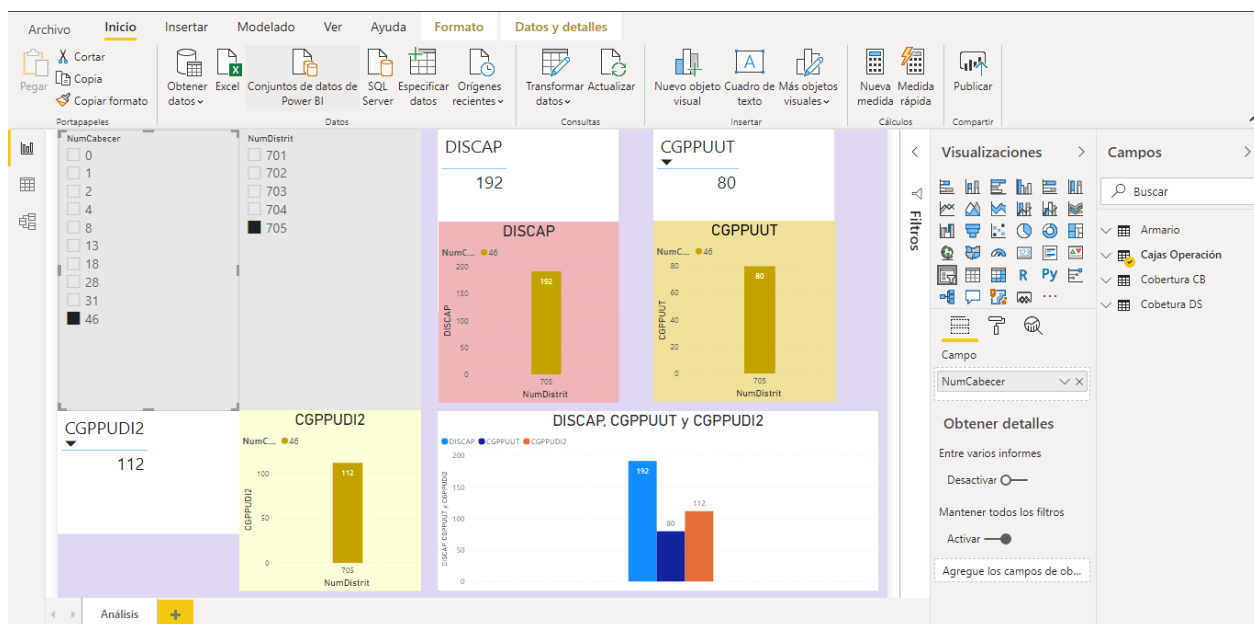 Archivo Inicio Insertar Modelado Ver Ayuda Formato Datos y detalles
Pegar
Cortar
Copia
Copiar formato
Portapapeles
Obtener datos
Excel
Conjuntos de datos de Power BI
SQL Server
Especificar datos
Orígenes recientes
Datos
Transformar datos
Actualizar
Consultas
Nuevo objeto visual
Cuadro de texto
Más objetos visuales
Insertar
Nueva medida
Medida rápida
Cálculos
Publicar
Compartir
NumCabecer
0
1
2
4
8
13
18
28
31
46
NumDistrit
701
702
703
704
705
DISCAP
192
CGPPUUT
80
DISCAP
NumC... 46
200
150
100
50
0
DISCAP
192
705
NumDistrit
CGPPUUT
NumC... 46
80
60
40
20
0
CGPPUUT
80
705
NumDistrit
CGPPUDI2
112
CGPPUDI2
NumC... 46
100
50
0
CGPPUDI2
112
705
NumDistrit
DISCAP, CGPPUUT y CGPPUDI2
DISCAP CGPPUUT CGPPUDI2
200
150
100
50
0
DISCAP, CGPPUUT y CGPPUDI2
192
80
112
Filtros
Visualizaciones
R Py
Campo
NumCabecer
Obtener detalles
Entre varios informes
Desactivar
Mantener todos los filtros
Activar
Agregue los campos de ob...
Campos
Buscar
Armario
Cajas Operación
Cobertura CB
Cobetura DS
Análisis